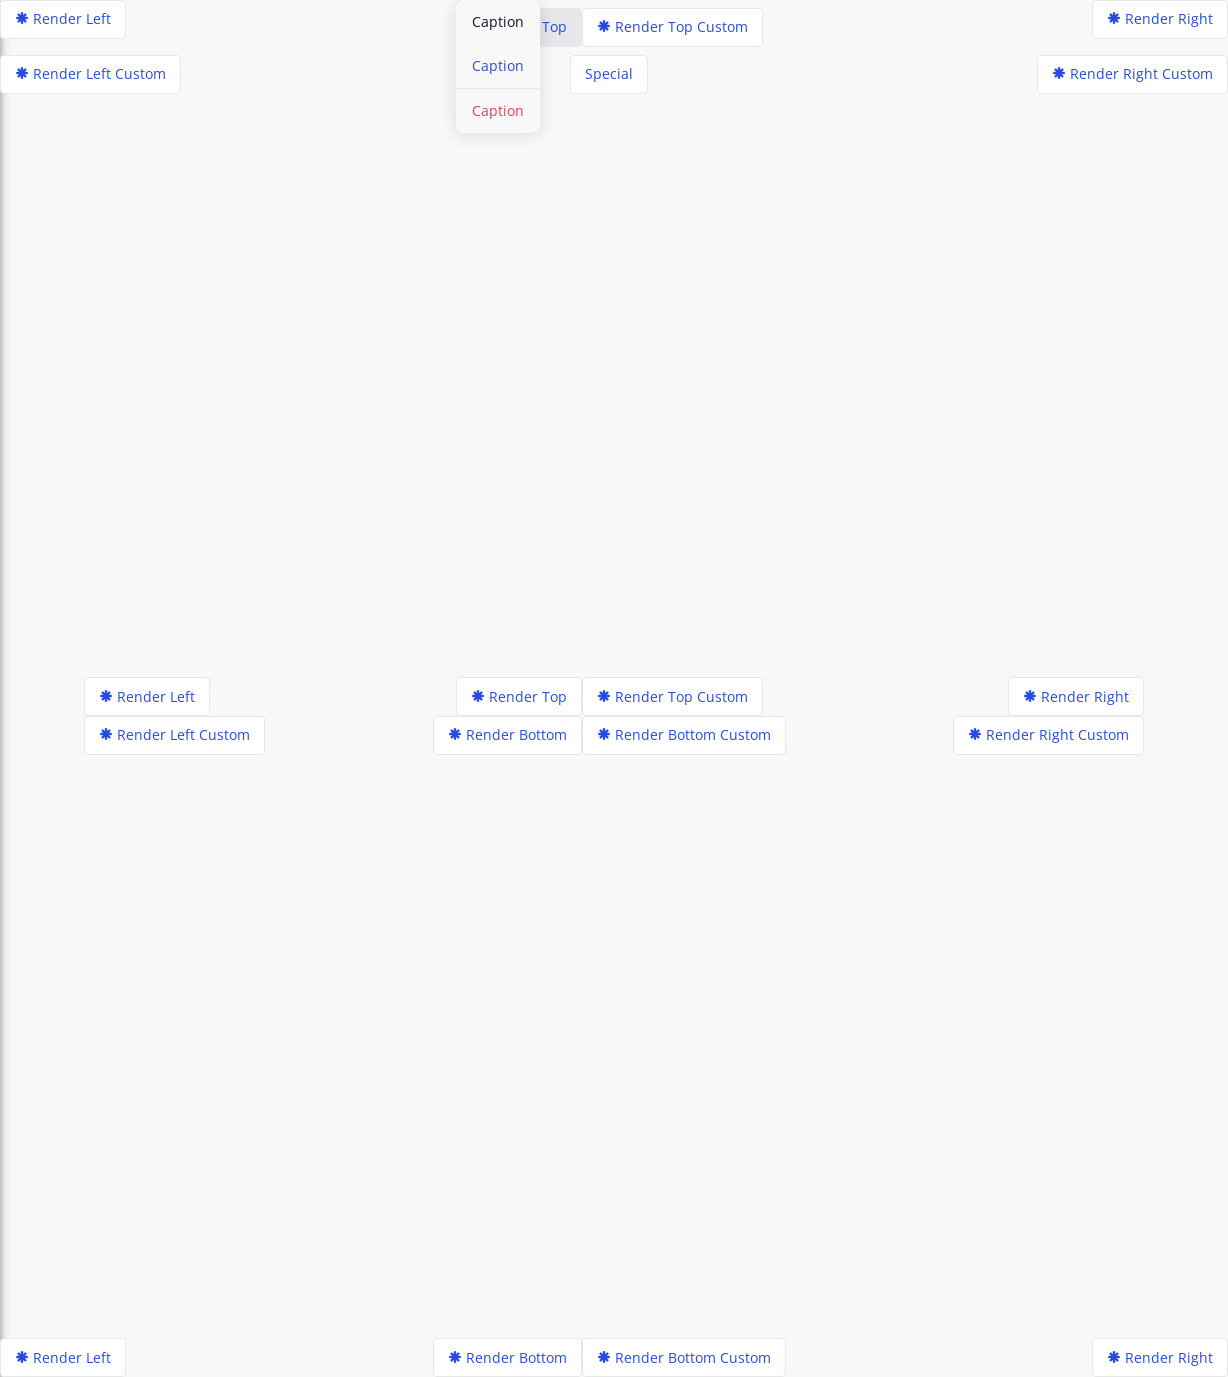 Render Left
Caption
Top
Render Top Custom
Render Right
Render Left Custom
Caption
Special
Render Right Custom
Caption
Render Left
Render Top
Render Top Custom
Render Right
Render Left Custom
Render Bottom
Render Bottom Custom
Render Right Custom
Render Left
Render Bottom
Render Bottom Custom
Render Right